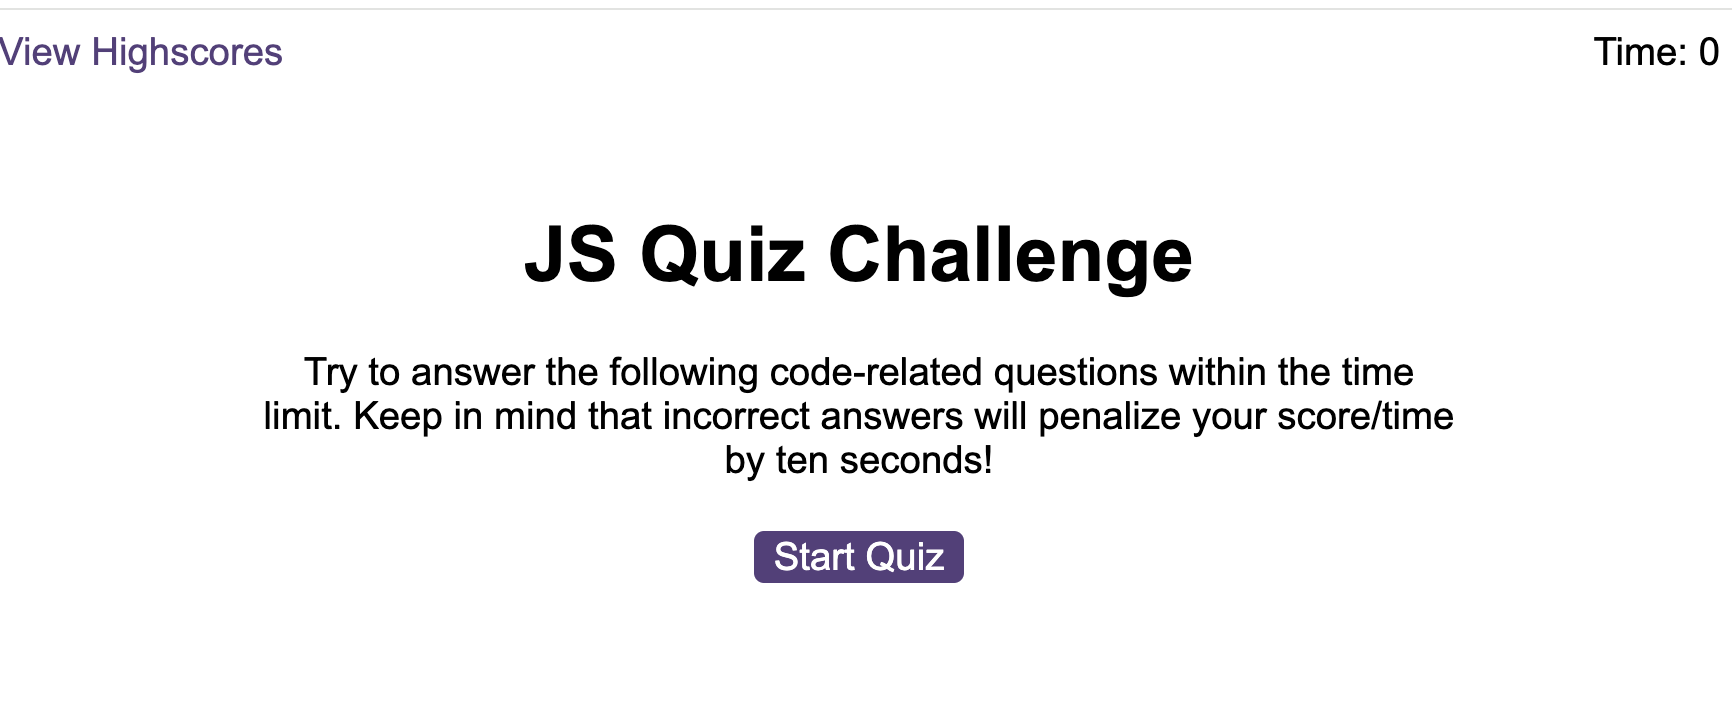 View Highscores
Time: 0
JS Quiz Challenge
Try to answer the following code-related questions within the time
limit. Keep in mind that incorrect answers will penalize your score/time
by ten seconds!
Start Quiz